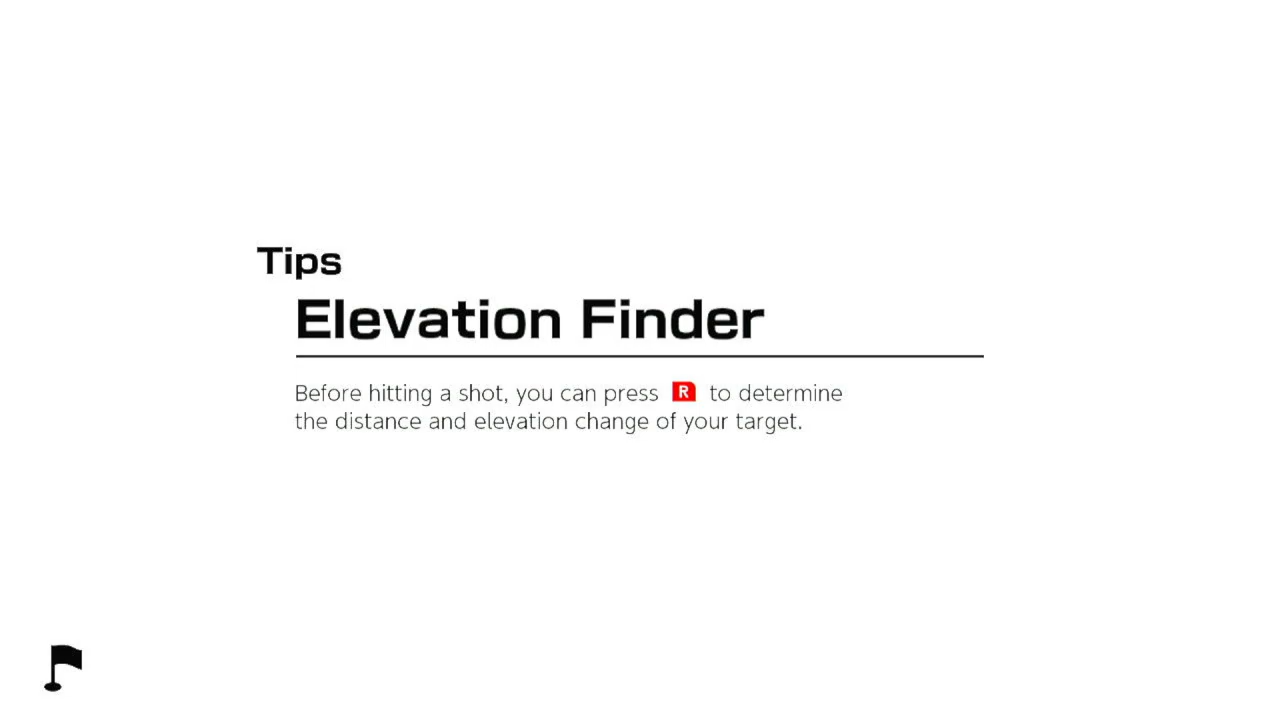 Tips
Elevation Finder
Before hitting a shot, you can press R to determine
the distance and elevation change of your target.